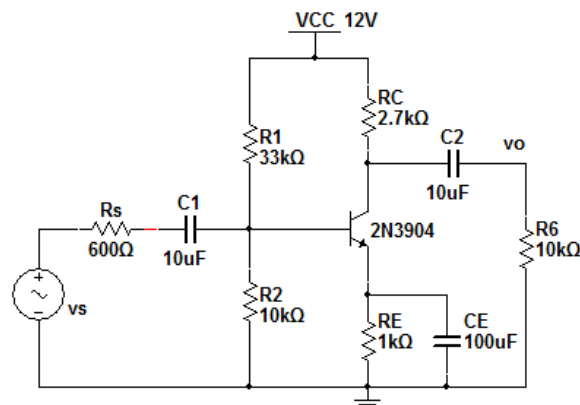 VCC 12V
RC
2.7kΩ
R1
33kΩ
C2
10uF
vo
Rs
600Ω
C1
10uF
2N3904
R6
10kΩ
vs
R2
10kΩ
RE
1kΩ
CE
100uF